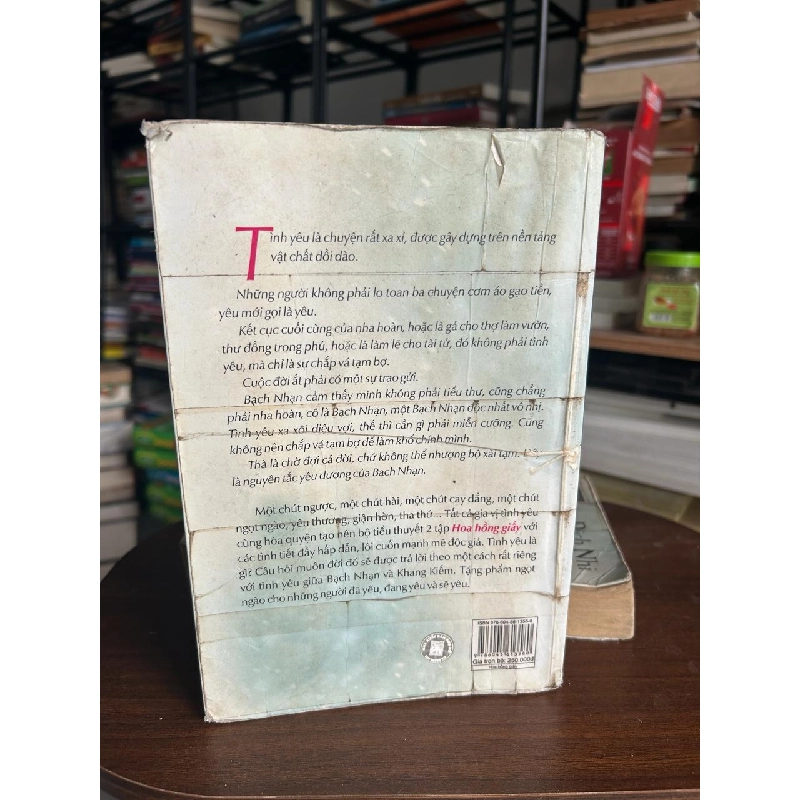 Tình yêu là chuyện rất xa xỉ, được gây dựng trên nền tảng
vật chất dồi dào.
Những người không phải lo toan ba chuyện cơm áo gạo tiền,
yêu mới gọi là yêu.
Kết cục cuối cùng của nha hoàn, hoặc là gả cho thợ làm vườn,
thư đồng trong phủ, hoặc là làm lẽ cho tài tử, đó không phải tình
yêu, mà chỉ là sự chắp vá tạm bợ.
Cuộc đời ắt phải có một sự trao gửi.
Bạch Nhạn cảm thấy mình không phải tiểu thư, cũng chẳng
phải nha hoàn, cô là Bạch Nhạn, một Bạch Nhạn độc nhất vô nhị.
Tình yêu xa xôi diệu vợi, thế thì cần gì phải miễn cưỡng. Cũng
không nên chắp vá tạm bợ để làm khổ chính mình.
Thà là chờ đợi cả đời, chứ không thể nhượng bộ xài tạm. Đó
là nguyên tắc yêu đương của Bạch Nhạn.
Một chút ngược, một chút hài, một chút cay đắng, một chút
ngọt ngào, yêu thương, giận hờn, tha thứ... Tất cả gia vị tình yêu
cùng hòa quyện tạo nên bộ tiểu thuyết 2 tập Hoa hồng giấy với
các tình tiết đầy hấp dẫn, lôi cuốn mạnh mẽ độc giả. Tình yêu là
gì? Câu hỏi muôn đời đó sẽ được trả lời theo một cách rất riêng
với tình yêu giữa Bạch Nhạn và Khang Kiếm. Tặng phẩm ngọt
ngào cho những người đã yêu, đang yêu và sẽ yêu.
Giá trọn bộ: 280.000đ
Hoa hồng giấy